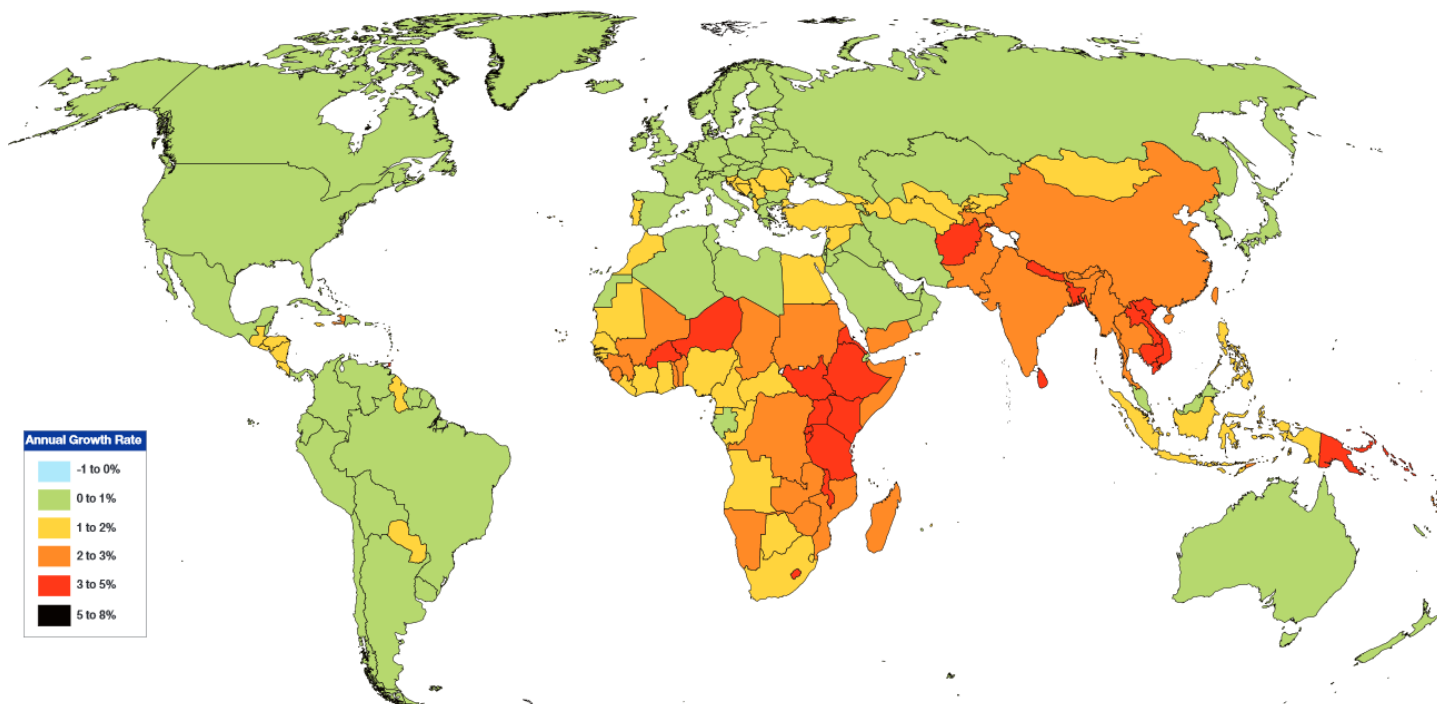 Annual Growth Rate
-1 to 0%
0 to 1%
1 to 2%
2 to 3%
3 to 5%
5 to 8%